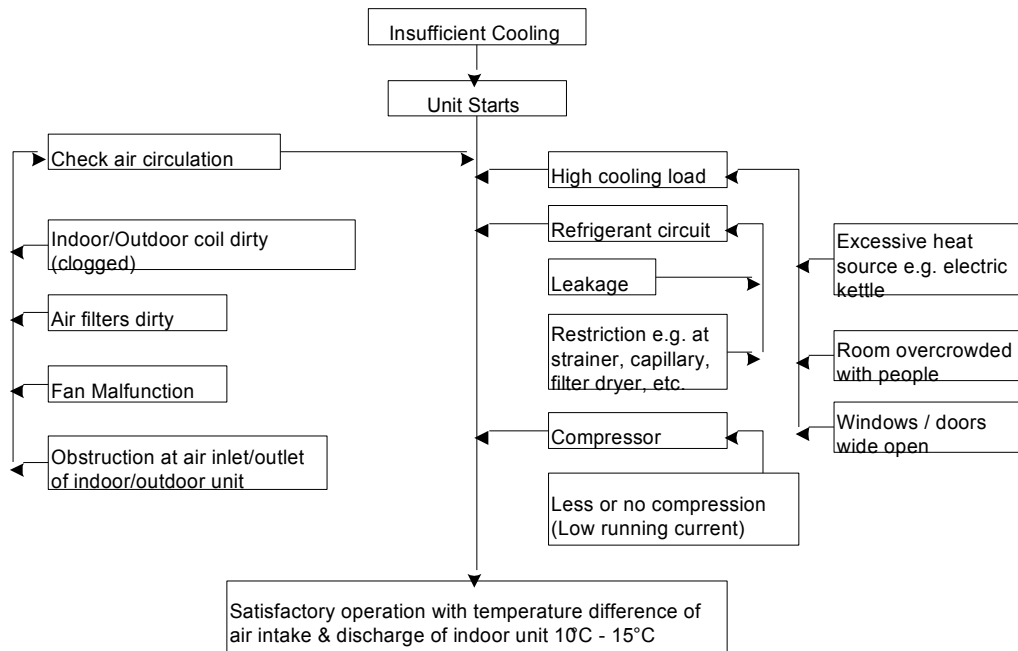 Insufficient Cooling
Unit Starts
Check air circulation
High cooling load
Indoor/Outdoor coil dirty
(clogged)
Refrigerant circuit
Excessive heat
source e.g. electric
kettle
Leakage
Air filters dirty
Restriction e.g. at
strainer, capillary,
filter dryer, etc.
Room overcrowded
with people
Fan Malfunction
Compressor
Windows / doors
wide open
Obstruction at air inlet/outlet
of indoor/outdoor unit
Less or no compression
(Low running current)
Satisfactory operation with temperature difference of
air intake & discharge of indoor unit 10°C - 15°C